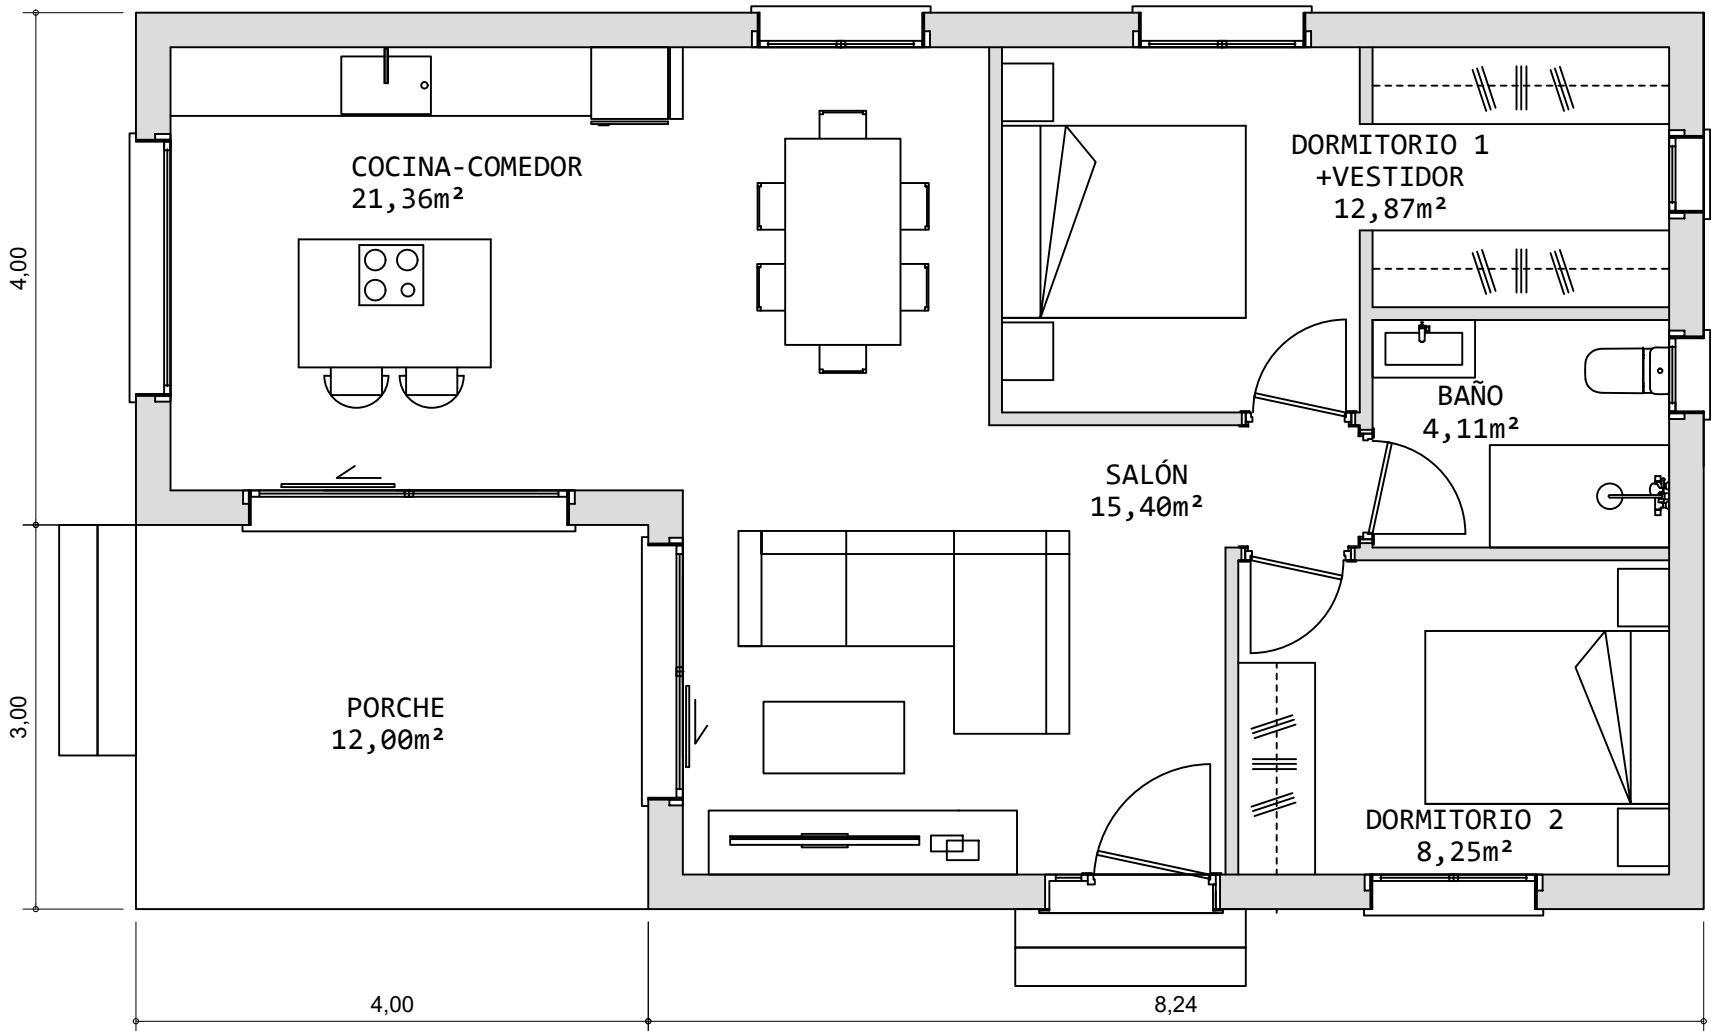 COCINA-COMEDOR
21,36m²
DORMITORIO 1
+VESTIDOR
12,87m²
4,00
BAÑO
4,11m²
SALÓN
15,40m²
3,00
PORCHE
12,00m²
DORMITORIO 2
8,25m²
4,00
8,24